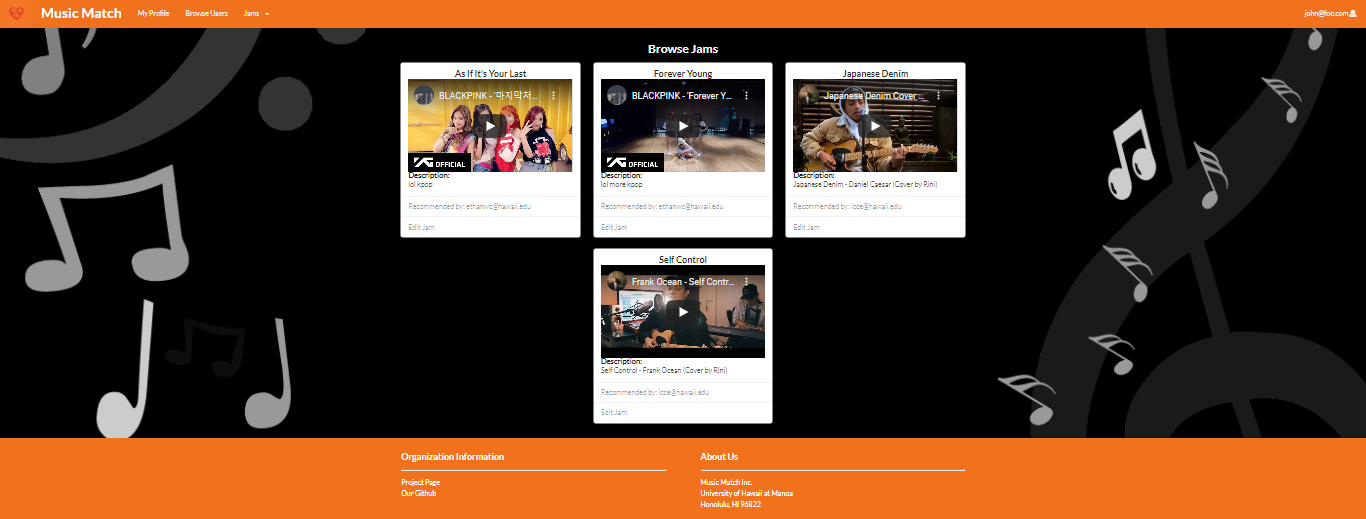 Music Match My Profile Browse Users Jams john@foo.com
Browse Jams
As If It's Your Last
BLACKPINK - '마지막처...
YG OFFICIAL
Description:
lol kpop
Recommended by: ethanwc@hawaii.edu
Edit Jam
Forever Young
BLACKPINK - 'Forever Y...
YG OFFICIAL
Description:
lol more kpop
Recommended by: ethanwc@hawaii.edu
Edit Jam
Japanese Denim
Japanese Denim Cover ...
Description:
Japanese Denim - Daniel Caesar (Cover by Rini)
Recommended by: icce@hawaii.edu
Edit Jam
Self Control
Frank Ocean - Self Contr...
Description:
Self Control - Frank Ocean (Cover by Rini)
Recommended by: icce@hawaii.edu
Edit Jam
Organization Information
Project Page
Our Github
About Us
Music Match Inc.
University of Hawaii at Manoa
Honolulu, HI 96822